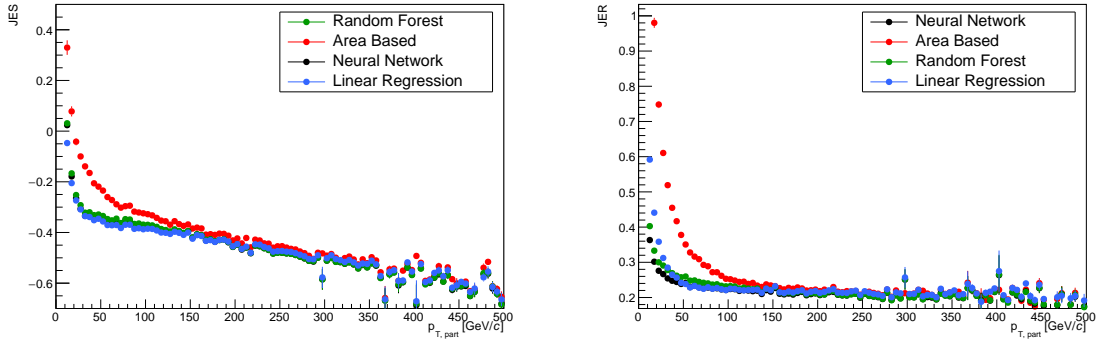 JES
0.4
0.2
0
−0.2
−0.4
−0.6
0 50 100 150 200 250 300 350 400 450 500
p T, part [GeV/c]
Random Forest
Area Based
Neural Network
Linear Regression
JER
1
0.9
0.8
0.7
0.6
0.5
0.4
0.3
0.2
0 50 100 150 200 250 300 350 400 450 500
p T, part [GeV/c]
Neural Network
Area Based
Random Forest
Linear Regression